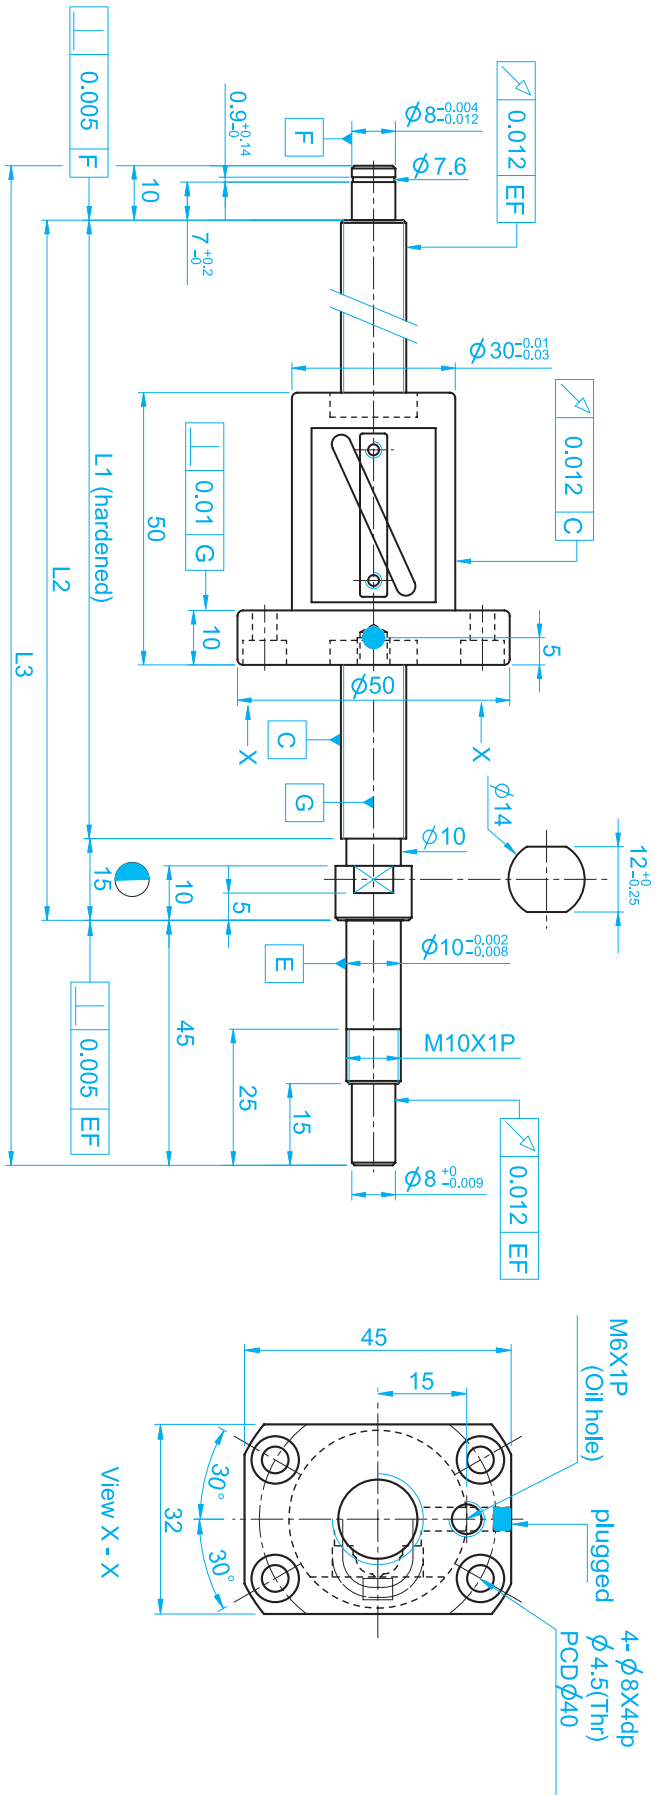 ⊥ 0.005 F
0.9+0.14 -0
F
Ø8-0.004 -0.012
Ø7.6
↗ 0.012 EF
10
7+0.2 -0
Ø30-0.01 -0.03
↗ 0.012 C
L1 (hardened)
L2
L3
50
⊥ 0.01 G
10
5
Ø50
X
X
C
G
Ø14
12+0 -0.25
Ø10
15
10
5
E
Ø10-0.002 -0.008
⊥ 0.005 EF
45
25
15
M10X1P
Ø8+0 -0.009
↗ 0.012 EF
M6X1P
(Oil hole)
plugged
4-Ø8X4dp
Ø4.5(Thr)
PCDØ40
45
15
30°
30°
32
View X - X